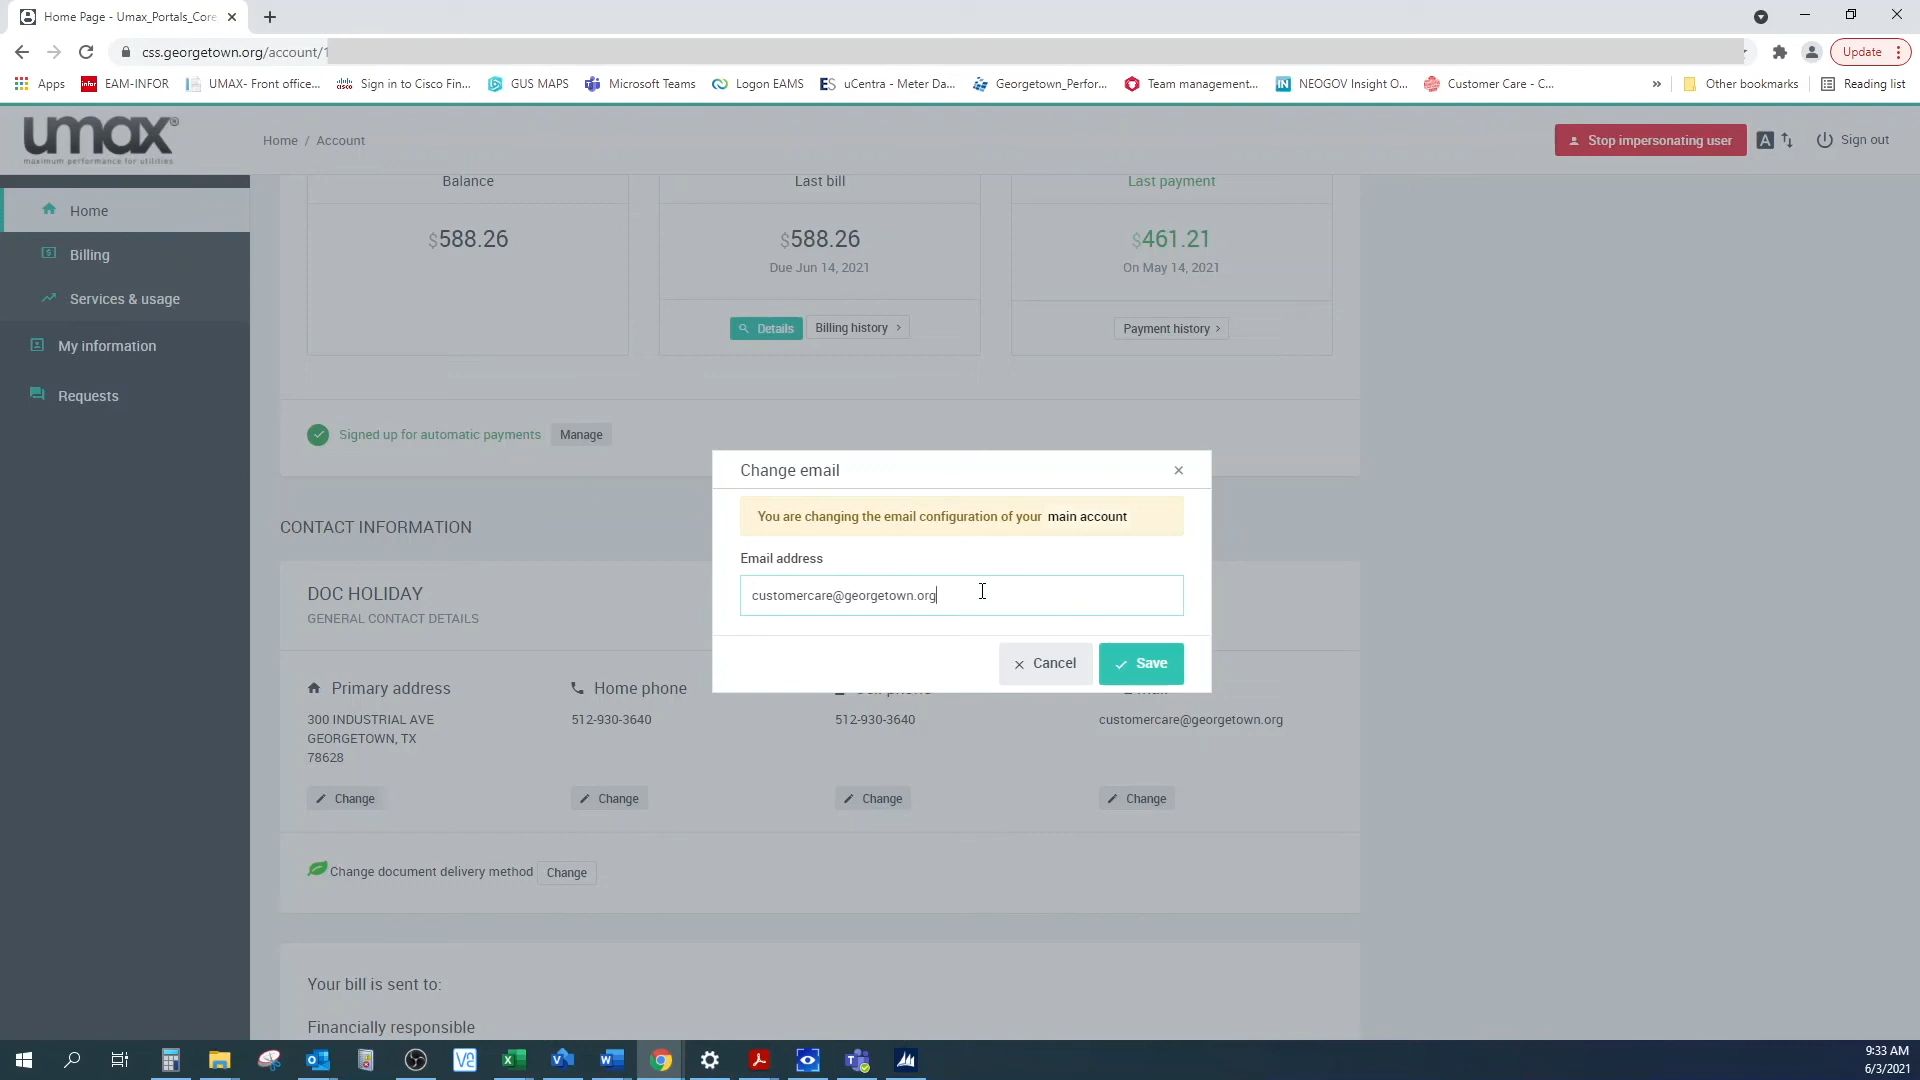 Home Page - Umax_Portals_Core
css.georgetown.org/account/1
Update
Apps
EAM-INFOR
UMAX- Front office...
Sign in to Cisco Fin...
GUS MAPS
Microsoft Teams
Logon EAMS
uCentra - Meter Da...
Georgetown_Perfor...
Team management...
NEOGOV Insight O...
Customer Care - C...
»
Other bookmarks
Reading list
umax®
maximum performance for utilities
Home / Account
Stop impersonating user
A
Sign out
Home
Billing
Services & usage
My information
Requests
Balance
$588.26
Last bill
$588.26
Due Jun 14, 2021
Details
Billing history
Last payment
$461.21
On May 14, 2021
Payment history
Signed up for automatic payments
Manage
Change email
You are changing the email configuration of your main account
Email address
customercare@georgetown.org
Cancel
Save
CONTACT INFORMATION
DOC HOLIDAY
GENERAL CONTACT DETAILS
Primary address
300 INDUSTRIAL AVE
GEORGETOWN, TX
78628
Change
Home phone
512-930-3640
Change
512-930-3640
Change
customercare@georgetown.org
Change
Change document delivery method
Change
Your bill is sent to:
Financially responsible
9:33 AM
6/3/2021